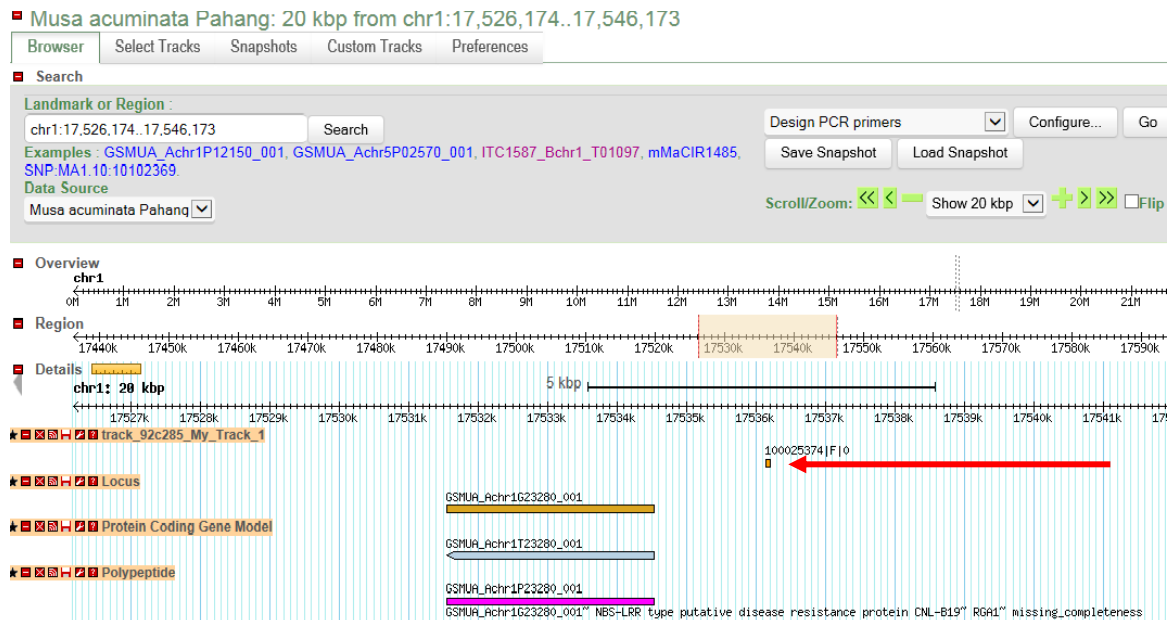 Musa acuminata Pahang: 20 kbp from chr1:17,526,174..17,546,173
Browser Select Tracks Snapshots Custom Tracks Preferences
Search
Landmark or Region :
chr1:17,526,174..17,546,173 Search
Examples : GSMUA_Achr1P12150_001, GSMUA_Achr5P02570_001, ITC1587_Bchr1_T01097, mMaCIR1485,
SNP:MA1.10:10102369.
Data Source
Musa acuminata Pahang
Design PCR primers Configure... Go
Save Snapshot Load Snapshot
Scroll/Zoom: << < Show 20 kbp > >> Flip
Overview
chr1
0M 1M 2M 3M 4M 5M 6M 7M 8M 9M 10M 11M 12M 13M 14M 15M 16M 17M 18M 19M 20M 21M
Region
17440k 17450k 17460k 17470k 17480k 17490k 17500k 17510k 17520k 17530k 17540k 17550k 17560k 17570k 17580k 17590k
Details
chr1: 20 kbp 5 kbp
17527k 17528k 17529k 17530k 17531k 17532k 17533k 17534k 17535k 17536k 17537k 17538k 17539k 17540k 17541k
track_92c285_My_Track_1
100025374|F|0
Locus
GSMUA_Achr1G23280_001
Protein Coding Gene Model
GSMUA_Achr1T23280_001
Polypeptide
GSMUA_Achr1P23280_001
GSMUA_Achr1G23280_001~ NBS-LRR type putative disease resistance protein CNL-B19~ RGA1~ missing_completeness